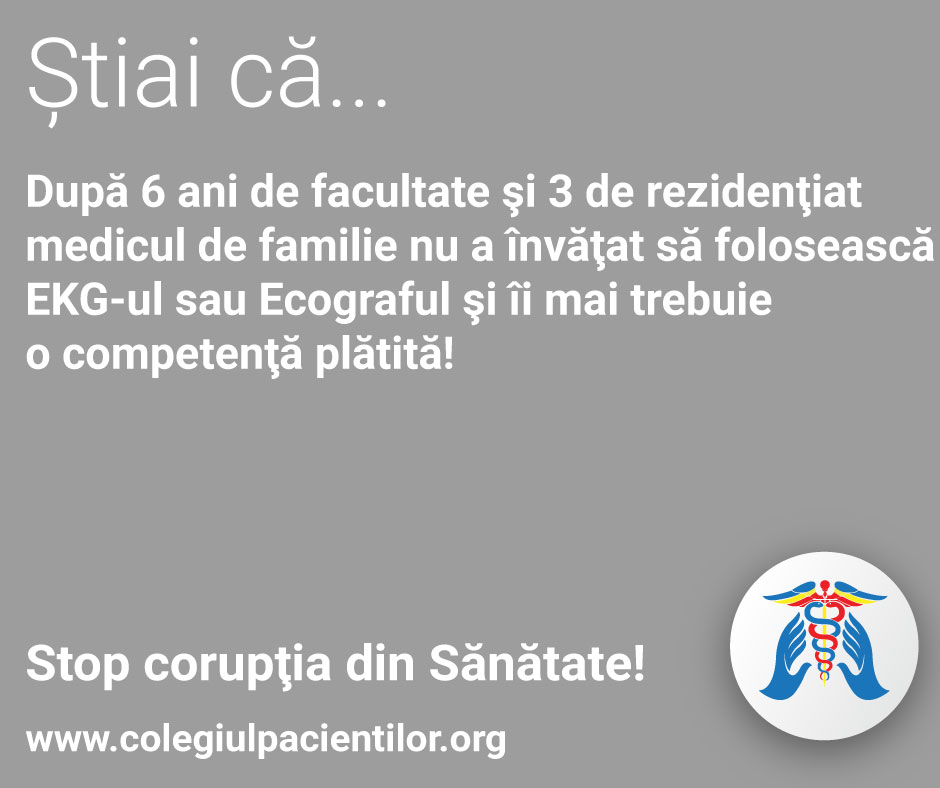 Știai că...
După 6 ani de facultate şi 3 de rezidenţiat
medicul de familie nu a învăţat să folosească
EKG-ul sau Ecograful şi îi mai trebuie
o competenţă plătită!
Stop corupţia din Sănătate!
www.colegiulpacientilor.org